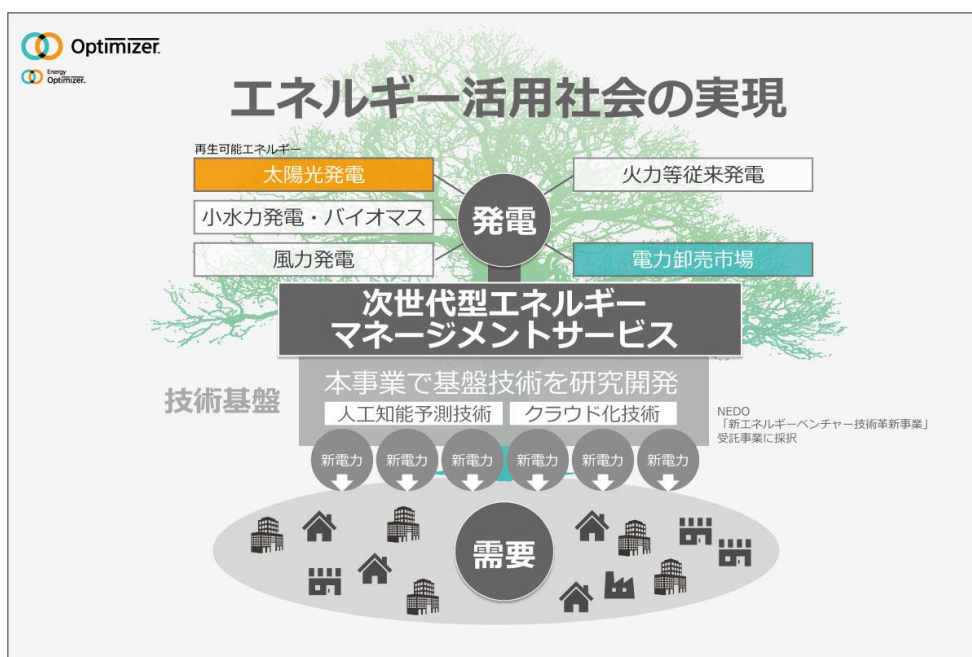 Optimizer.
Energy
Optimizer.
エネルギー活用社会の実現
再生可能エネルギー
太陽光発電
小水力発電・バイオマス
風力発電
発電
火力等従来発電
電力卸売市場
次世代型エネルギー
マネージメントサービス
技術基盤
本事業で基盤技術を研究開発
人工知能予測技術
クラウド化技術
NEDO
「新エネルギーベンチャー技術革新事業」
受託事業に採択
新電力
新電力
新電力
新電力
新電力
新電力
需要